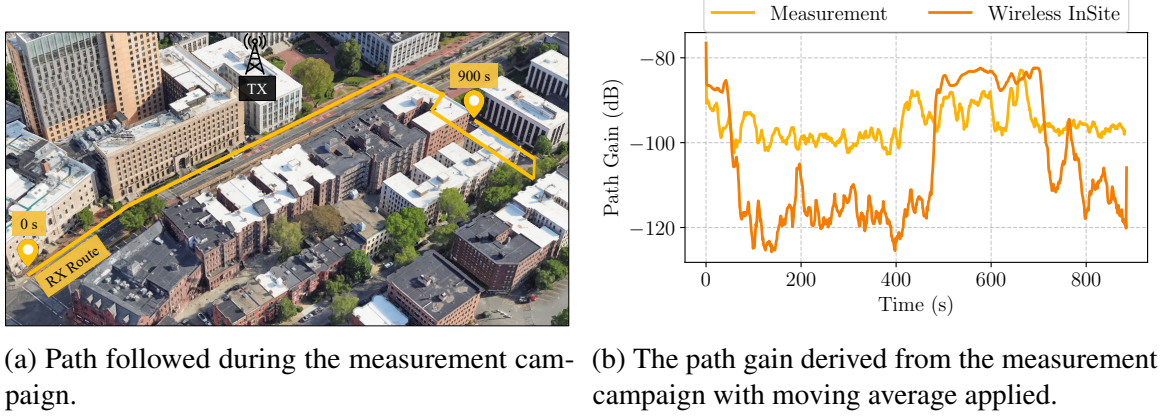 TX
900 s
0 s
RX Route
Measurement
Wireless InSite
−80
−100
−120
Path Gain (dB)
0
200
400
600
800
Time (s)
(a) Path followed during the measurement cam-
paign.
(b) The path gain derived from the measurement
campaign with moving average applied.